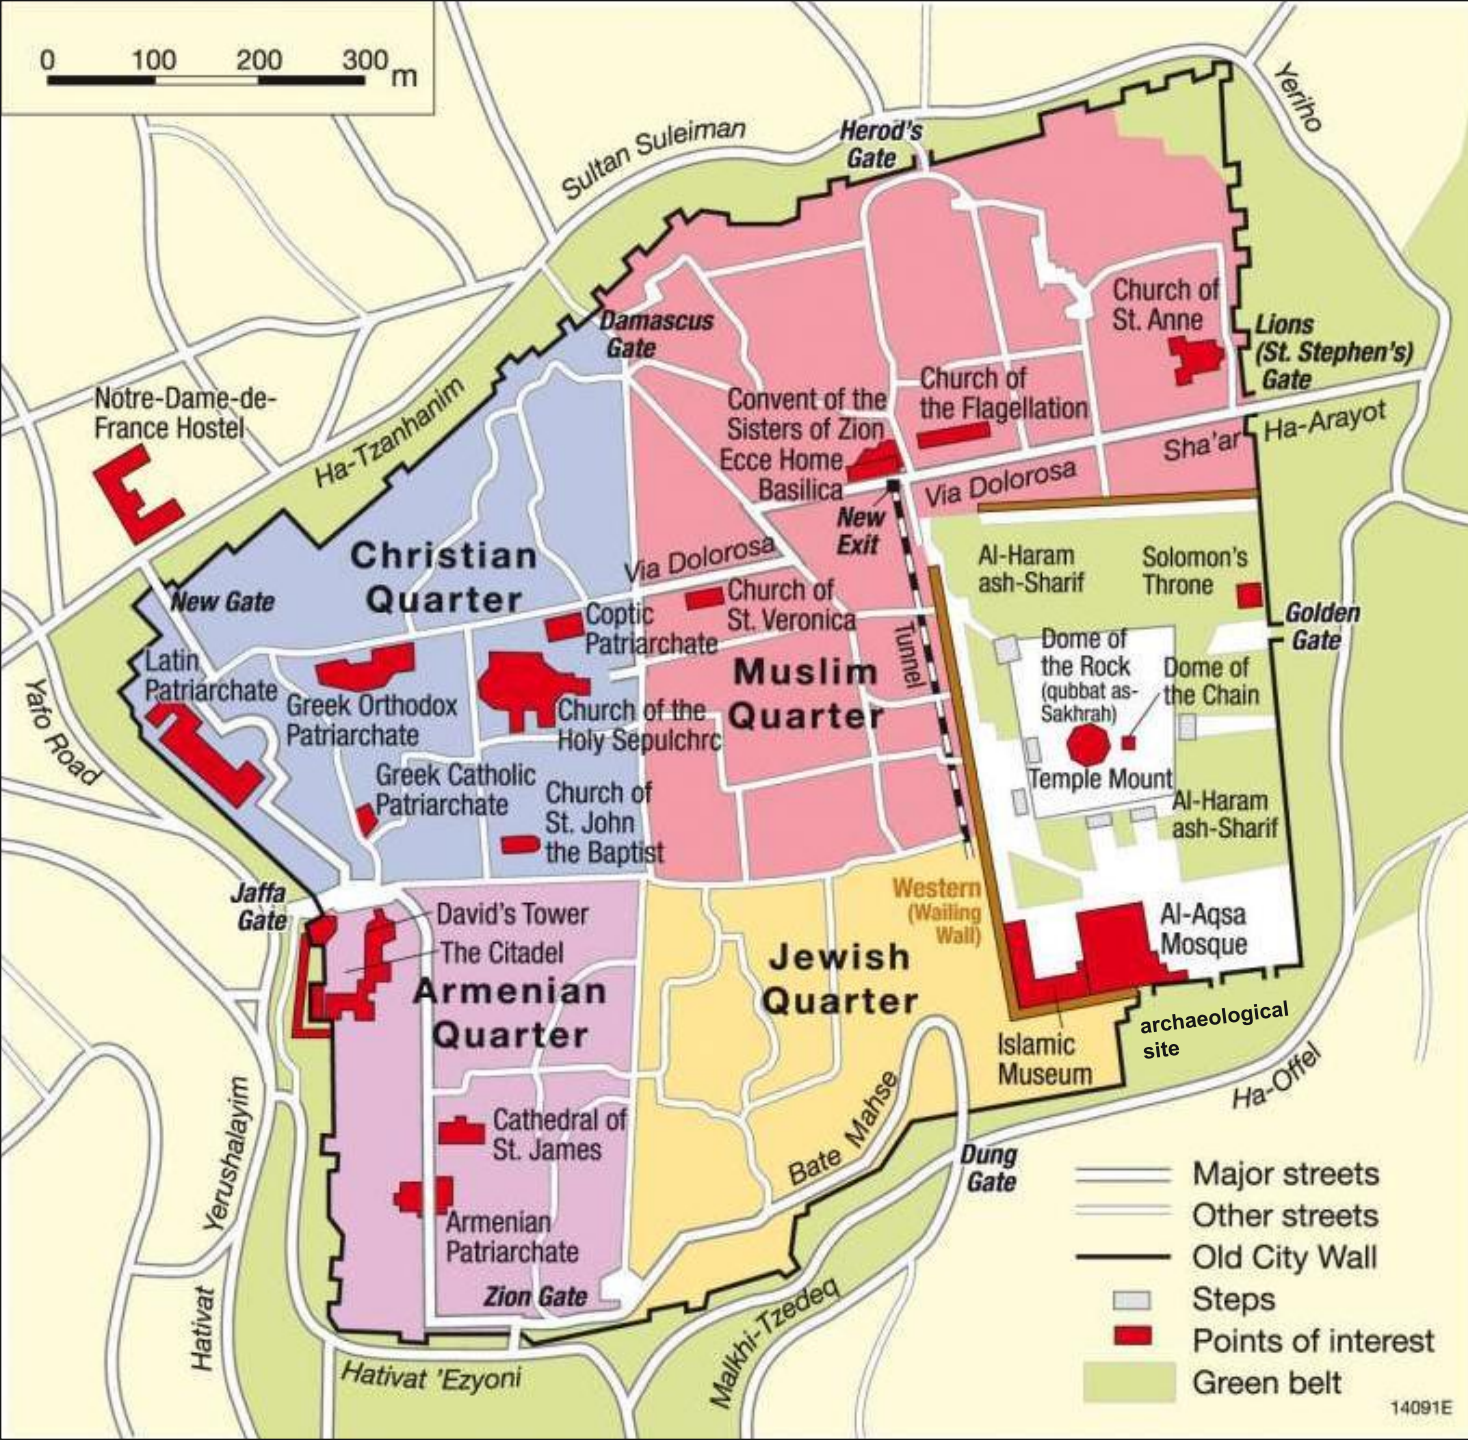 0 100 200 300 m
Yeriho
Sultan Suleiman
Herod's
Gate
Church of
St. Anne
Damascus
Gate
Lions
(St. Stephen's)
Gate
Notre-Dame-de-
France Hostel
Ha-Tzanhanim
Convent of the
Sisters of Zion
Ecce Home
Basilica
Church of
the Flagellation
Sha'ar Ha-Arayot
Via Dolorosa
New
Exit
Christian
Quarter
Via Dolorosa
Al-Haram
ash-Sharif
Solomon's
Throne
New Gate
Coptic
Patriarchate
Church of
St. Veronica
Tunnel
Golden
Gate
Latin
Patriarchate
Greek Orthodox
Patriarchate
Muslim
Quarter
Dome of
the Rock
(qubbat as-
Sakhrah)
Dome of
the Chain
Yafo Road
Church of the
Holy Sepulchrc
Greek Catholic
Patriarchate
Church of
St. John
the Baptist
Temple Mount
Al-Haram
ash-Sharif
Jaffa
Gate
David's Tower
The Citadel
Western
(Wailing
Wall)
Al-Aqsa
Mosque
Armenian
Quarter
Jewish
Quarter
archaeological
site
Islamic
Museum
Ha-Offel
Hativat Yerushalayim
Cathedral of
St. James
Bate Mahse
Dung
Gate
Armenian
Patriarchate
Zion Gate
Malkhi-Tzedeq
Hativat 'Ezyoni
Major streets
Other streets
Old City Wall
Steps
Points of interest
Green belt
14091E